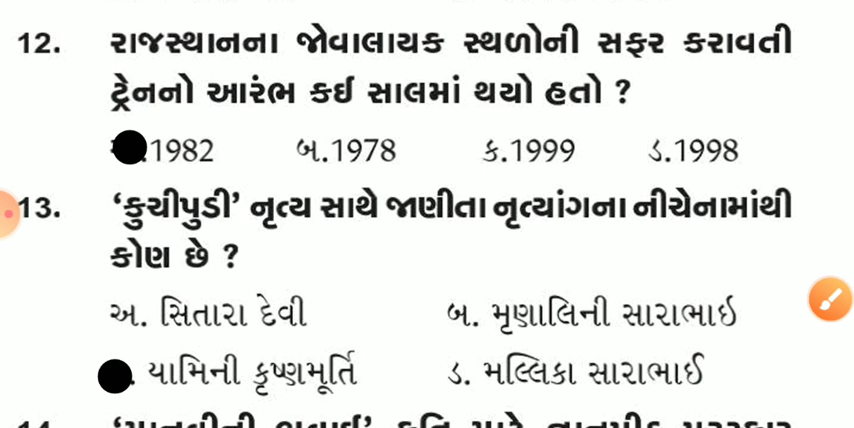 12. રાજસ્થાનના જોવાલાયક સ્થળોની સફર કરાવતી
ટ્રેનનો આરંભ કઈ સાલમાં થયો હતો ?
.1982 બ.1978 ક.1999 ડ.1998
13. ‘કુચીપુડી’ નૃત્ય સાથે જાણીતા નૃત્યાંગના નીચેનામાંથી
કોણ છે ?
અ. સિતારા દેવી બ. મૃણાલિની સારાભાઇ
. યામિની કૃષ્ણમૂર્તિ ડ. મલ્લિકા સારાભાઈ